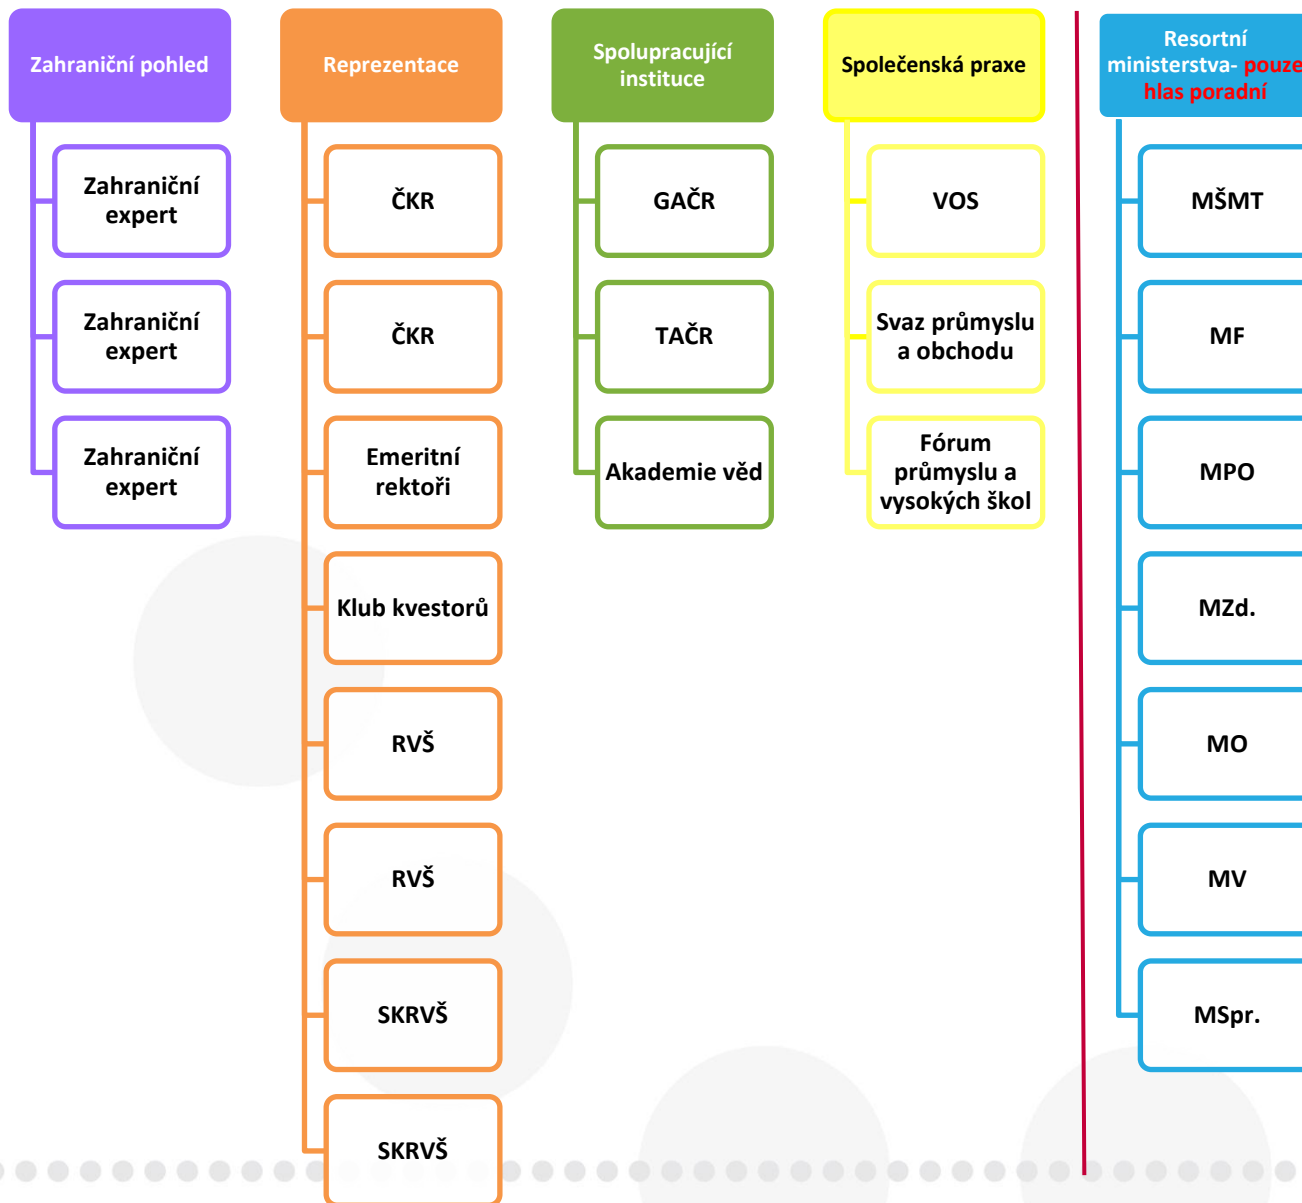 Zahraniční pohled
Zahraniční
expert
Zahraniční
expert
Zahraniční
expert
Reprezentace
ČKR
ČKR
Emeritní
rektoři
Klub kvestorů
RVŠ
RVŠ
SKRVŠ
SKRVŠ
Spolupracující
instituce
GAČR
TAČR
Akademie věd
Společenská praxe
VOS
Svaz průmyslu
a obchodu
Fórum
průmyslu a
vysokých škol
Resortní
ministerstva- pouze
hlas poradní
MŠMT
MF
MPO
MZd.
MO
MV
MSpr.